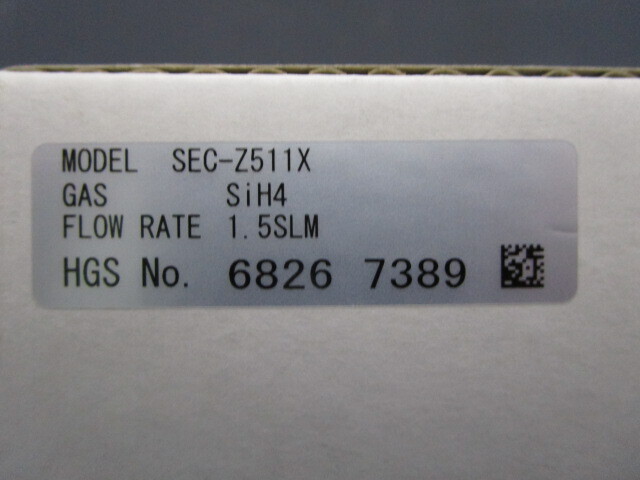 MODEL SEC-Z511X
GAS SiH4
FLOW RATE 1.5SLM
HGS No. 6826 7389